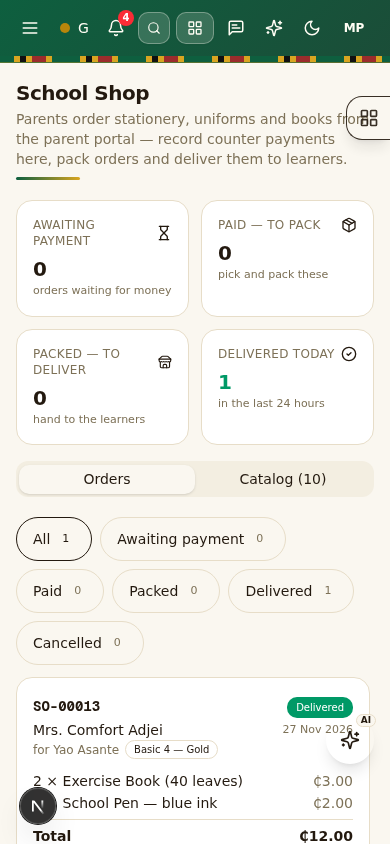 G
4
MP
School Shop
Parents order stationery, uniforms and books from
the parent portal — record counter payments
here, pack orders and deliver them to learners.
AWAITING PAYMENT
0
orders waiting for money
PAID — TO PACK
0
pick and pack these
PACKED — TO DELIVER
0
hand to the learners
DELIVERED TODAY
1
in the last 24 hours
Orders
Catalog (10)
All 1
Awaiting payment 0
Paid 0
Packed 0
Delivered 1
Cancelled 0
SO-00013
Delivered
Mrs. Comfort Adjei
27 Nov 2026
for Yao Asante
Basic 4 — Gold
AI
2 × Exercise Book (40 leaves) ₵3.00
School Pen — blue ink ₵2.00
N
Total ₵12.00